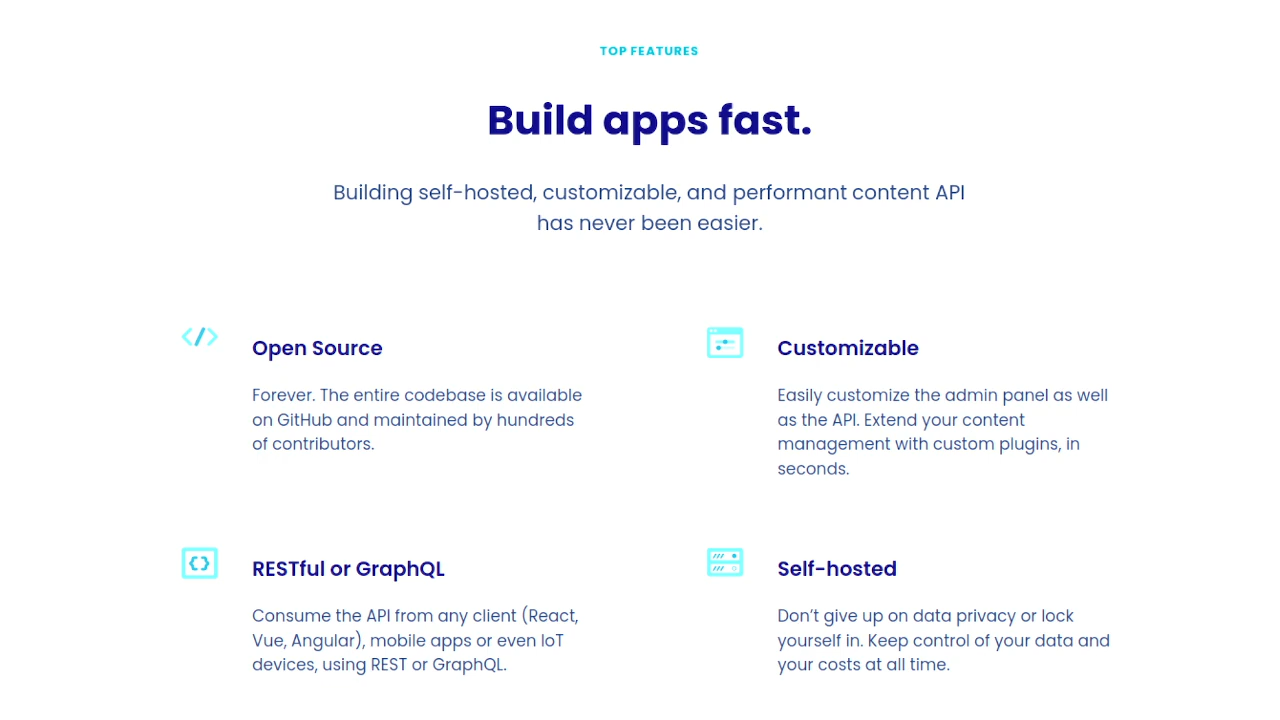 TOP FEATURES
Build apps fast.
Building self-hosted, customizable, and performant content API
has never been easier.
Open Source
Forever. The entire codebase is available
on GitHub and maintained by hundreds
of contributors.
Customizable
Easily customize the admin panel as well
as the API. Extend your content
management with custom plugins, in
seconds.
RESTful or GraphQL
Consume the API from any client (React,
Vue, Angular), mobile apps or even IoT
devices, using REST or GraphQL.
Self-hosted
Don’t give up on data privacy or lock
yourself in. Keep control of your data and
your costs at all time.